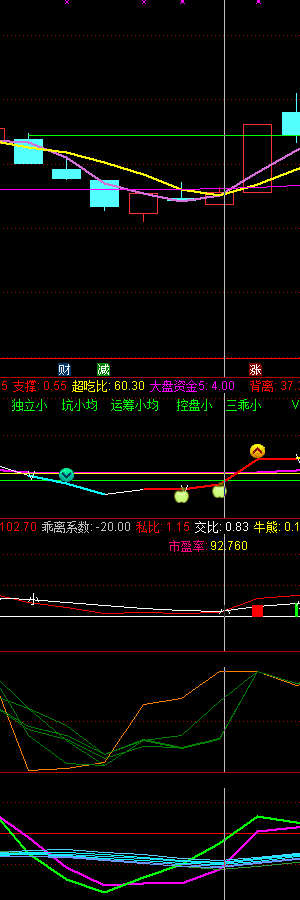 财 减 涨
5 支撑: 0.55 超吃比: 60.30 大盘资金5: 4.00 背离: 37.3
独立小 坑小均 运筹小均 控盘小 三乖小 V
102.70 乖离系数: -20.00 私比: 1.15 交比: 0.83 牛熊: 0.1
市盈率: 92.760